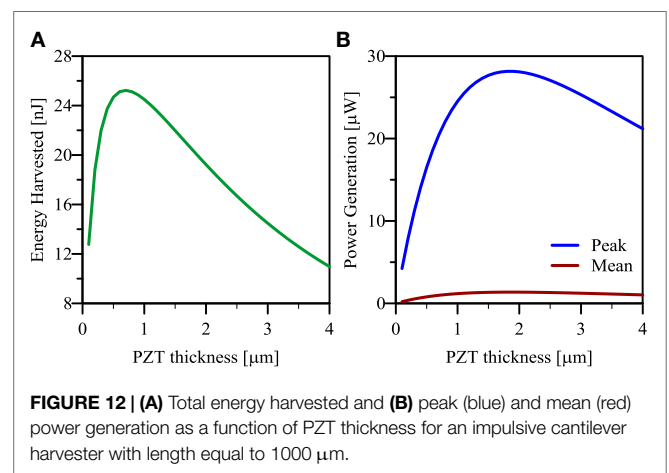 A
B
28
24
20
16
12
8
Energy Harvested [nJ]
0
1
2
3
4
PZT thickness [μm]
30
20
10
0
Power Generation [μW]
Peak
Mean
0
1
2
3
4
PZT thickness [μm]
FIGURE 12 | (A) Total energy harvested and (B) peak (blue) and mean (red)
power generation as a function of PZT thickness for an impulsive cantilever
harvester with length equal to 1000 μm.